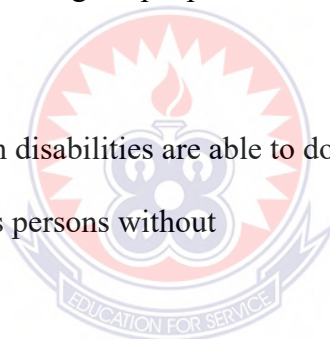 n disabilities are able to do
s persons without
EDUCATION FOR SERVICE